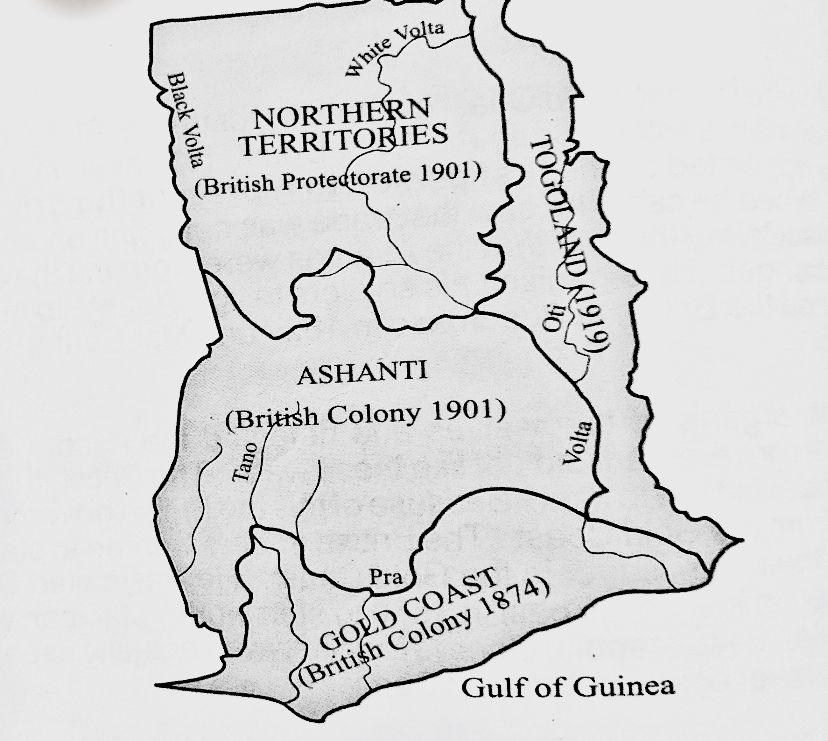 White Volta
Black Volta
NORTHERN
TERRITORIES
(British Protectorate 1901)
TOGOLAND (1919)
Oti
ASHANTI
(British Colony 1901)
Tano
Volta
Pra
GOLD COAST
(British Colony 1874)
Gulf of Guinea